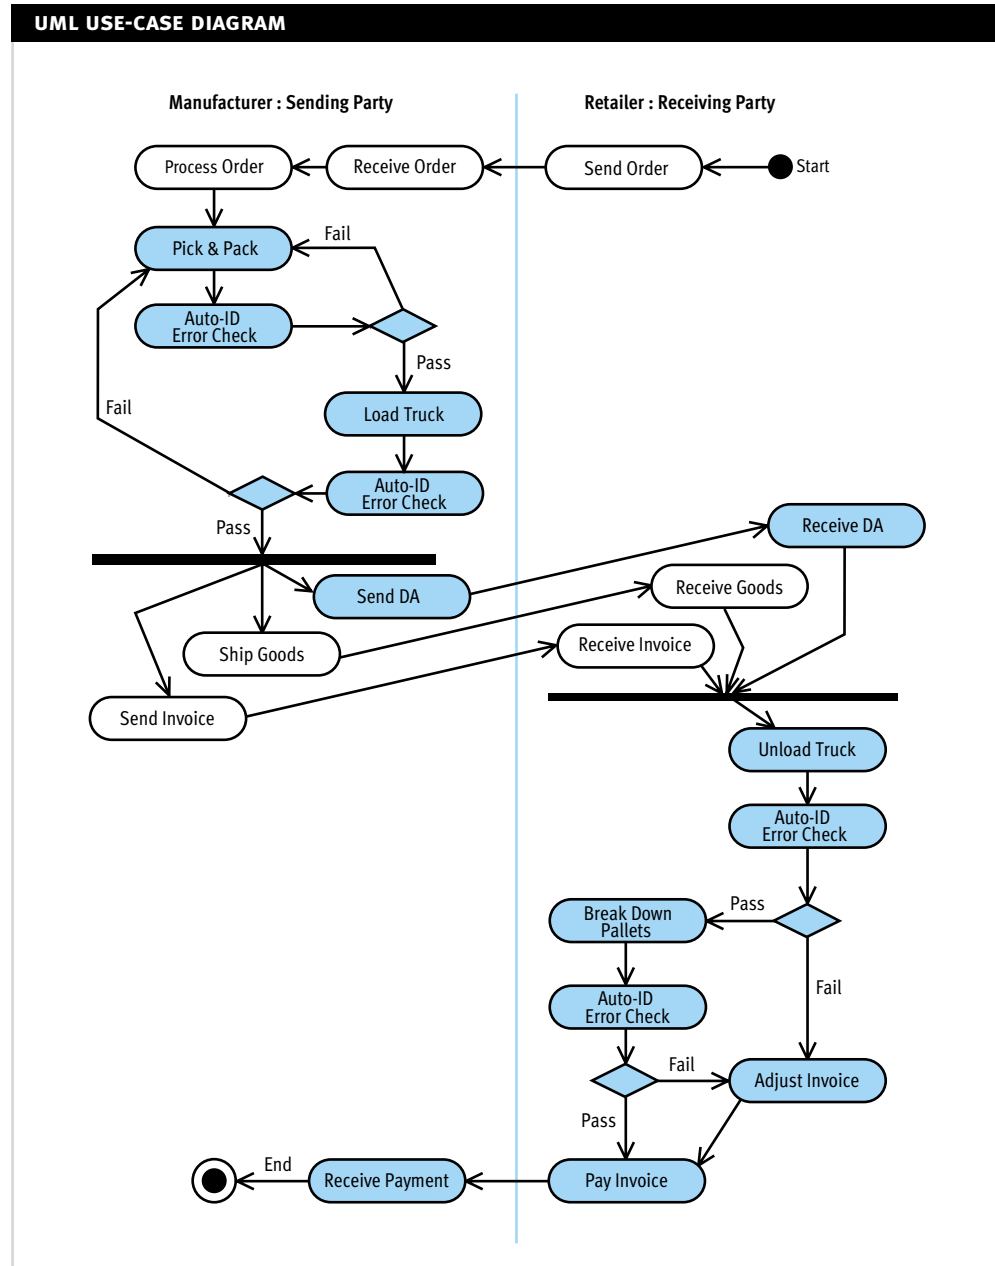 UML USE-CASE DIAGRAM
Manufacturer : Sending Party
Retailer : Receiving Party
Process Order
Receive Order
Send Order
Start
Pick & Pack
Fail
Auto-ID
Error Check
Pass
Load Truck
Fail
Auto-ID
Error Check
Pass
Receive DA
Send DA
Receive Goods
Ship Goods
Receive Invoice
Send Invoice
Unload Truck
Auto-ID
Error Check
Pass
Break Down
Pallets
Fail
Auto-ID
Error Check
Fail
Adjust Invoice
Pass
End
Receive Payment
Pay Invoice